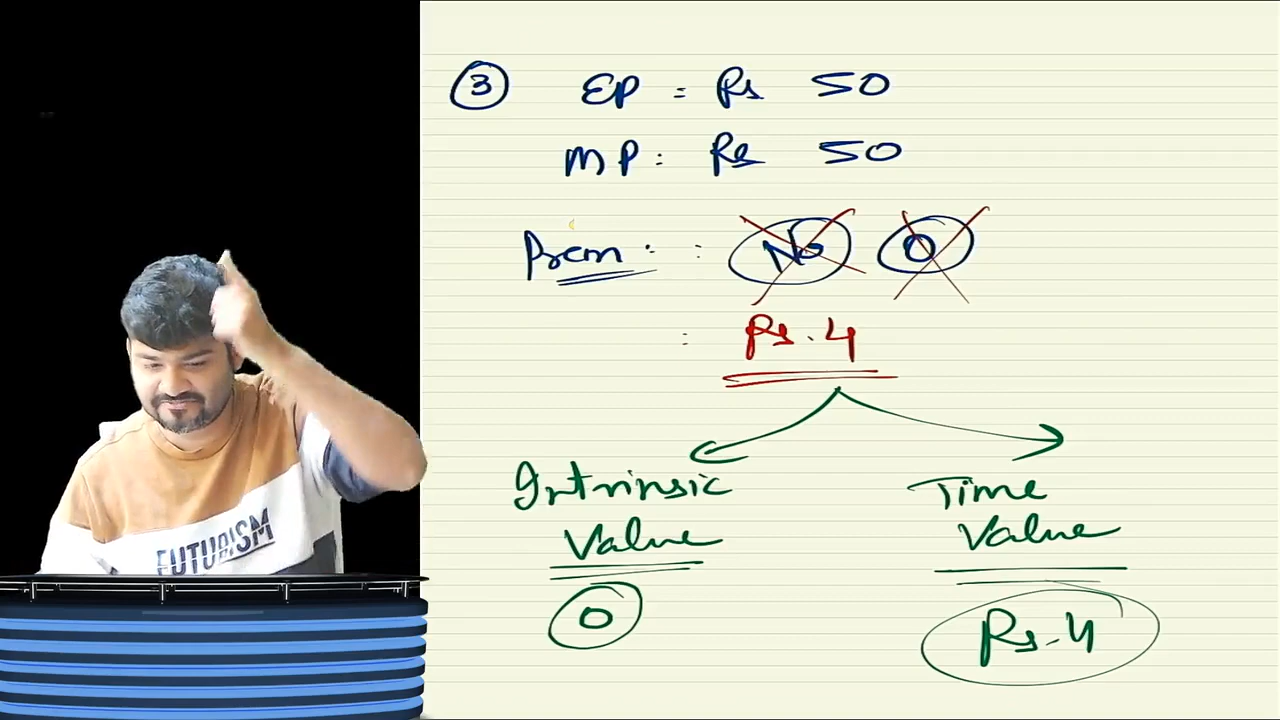 ③ EP = Rs 50
MP : Rs 50
Prem. : No 0
: Rs. 4
Intrinsic Value
Time Value
0
Rs. 4
FUTURISM